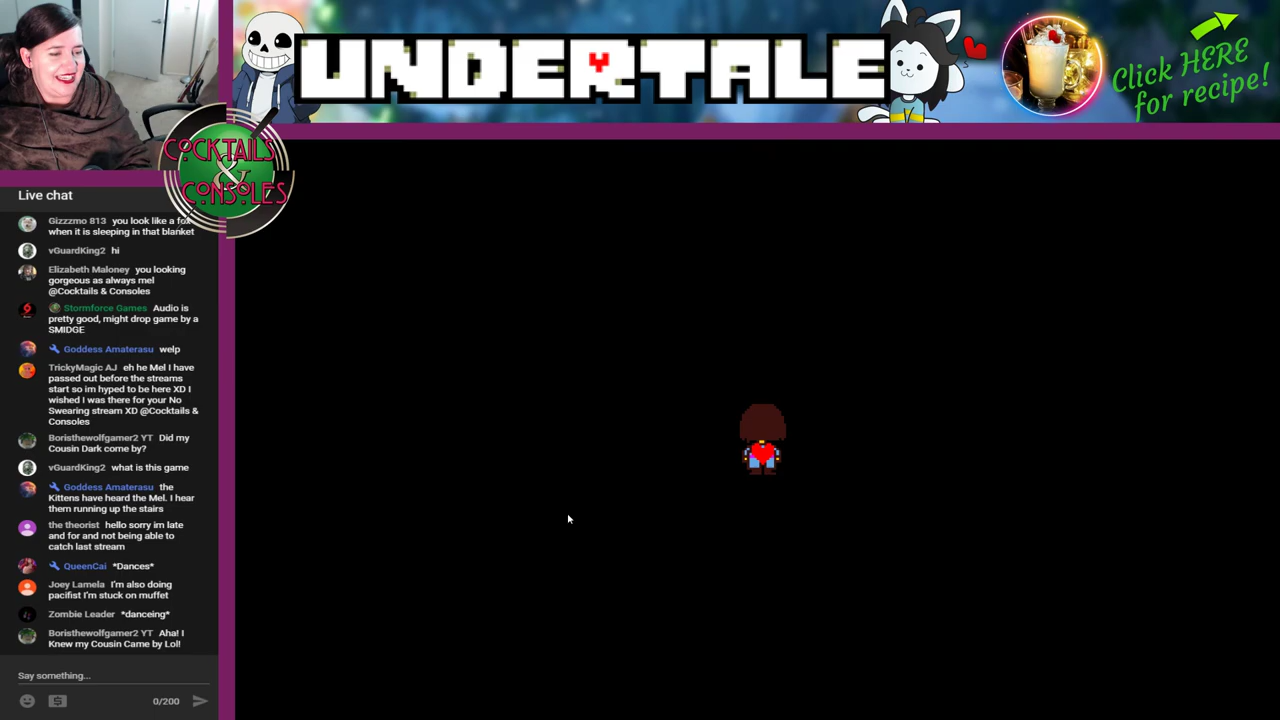 UNDERTALE
Click HERE
for recipe!
COCKTAILS
&
CONSOLES
Live chat
Gizzzmo 813 you look like a fox
when it is sleeping in that blanket
vGuardKing2 hi
Elizabeth Maloney you looking
gorgeous as always mel
@Cocktails & Consoles
Stormforce Games Audio is
pretty good, might drop game by a
SMIDGE
Goddess Amaterasu welp
TrickyMagic AJ eh he Mel I have
passed out before the streams
start so im hyped to be here XD I
wished I was there for your No
Swearing stream XD @Cocktails &
Consoles
Boristhewolfgamer2 YT Did my
Cousin Dark come by?
vGuardKing2 what is this game
Goddess Amaterasu the
Kittens have heard the Mel. I hear
them running up the stairs
the theorist hello sorry im late
and for and not being able to
catch last stream
QueenCai *Dances*
Joey Lamela I'm also doing
pacifist I'm stuck on muffet
Zombie Leader *danceing*
Boristhewolfgamer2 YT Aha! I
Knew my Cousin Came by Lol!
Say something...
0/200